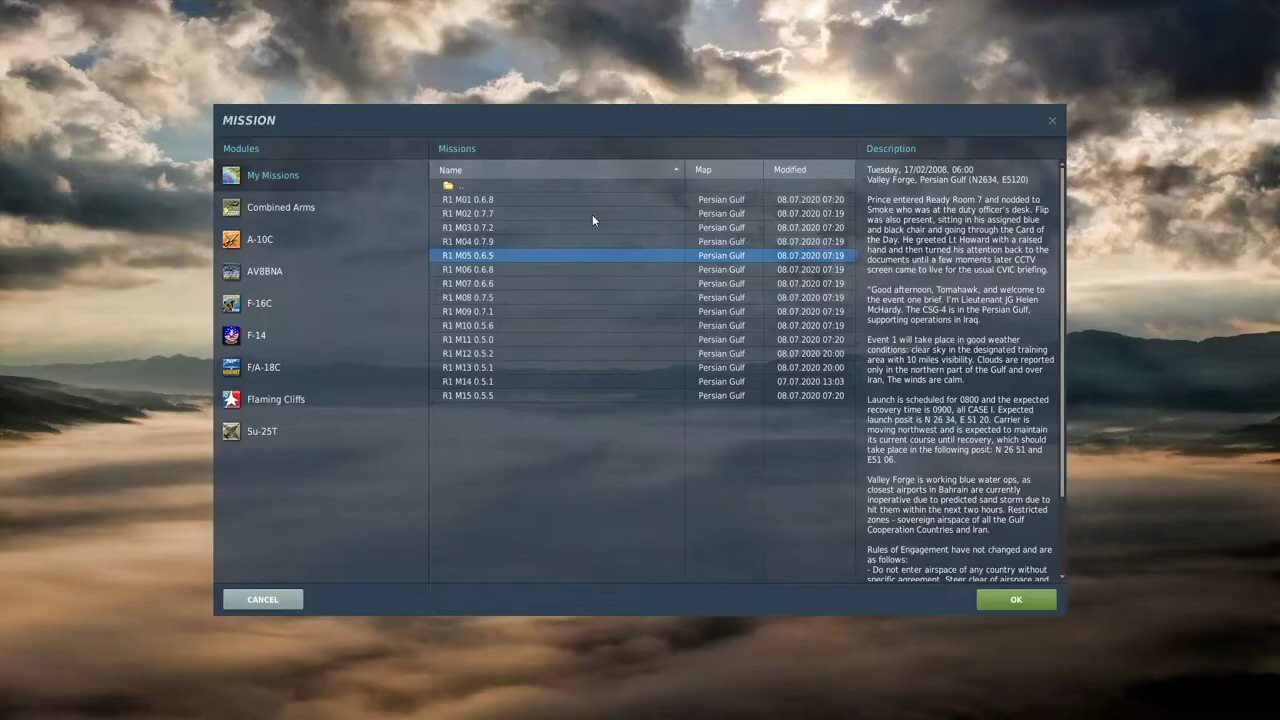 MISSION
Modules
Missions
Description
My Missions
Combined Arms
A-10C
AV8BNA
F-16C
F-14
F/A-18C
Flaming Cliffs
Su-25T
Name Map Modified
..
R1 M01 0.6.8 Persian Gulf 08.07.2020 07:20
R1 M02 0.7.7 Persian Gulf 08.07.2020 07:19
R1 M03 0.7.2 Persian Gulf 08.07.2020 07:20
R1 M04 0.7.9 Persian Gulf 08.07.2020 07:19
R1 M05 0.6.5 Persian Gulf 08.07.2020 07:19
R1 M06 0.6.8 Persian Gulf 08.07.2020 07:19
R1 M07 0.6.6 Persian Gulf 08.07.2020 07:19
R1 M08 0.7.5 Persian Gulf 08.07.2020 07:19
R1 M09 0.7.1 Persian Gulf 08.07.2020 07:19
R1 M10 0.5.6 Persian Gulf 08.07.2020 07:19
R1 M11 0.5.0 Persian Gulf 08.07.2020 07:20
R1 M12 0.5.2 Persian Gulf 08.07.2020 20:00
R1 M13 0.5.1 Persian Gulf 08.07.2020 20:00
R1 M14 0.5.1 Persian Gulf 07.07.2020 13:03
R1 M15 0.5.5 Persian Gulf 08.07.2020 07:20
Tuesday, 17/02/2008, 06:00
Valley Forge, Persian Gulf (N2634, E5120)
Prince entered Ready Room 7 and nodded to
Smoke who was at the duty officer's desk. Flip
was also present, sitting in his assigned blue
and black chair and going through the Card of
the Day. He greeted Lt Howard with a raised
hand and then turned his attention back to the
documents until a few moments later CCTV
screen came to live for the usual CVIC briefing.
"Good afternoon, Tomahawk, and welcome to
the event one brief. I'm Lieutenant JG Helen
McHardy. The CSG-4 is in the Persian Gulf,
supporting operations in Iraq.
Event 1 will take place in good weather
conditions: clear sky in the designated training
area with 10 miles visibility. Clouds are reported
only in the northern part of the Gulf and over
Iran, The winds are calm.
Launch is scheduled for 0800 and the expected
recovery time is 0900, all CASE I. Expected
launch posit is N 26 34, E 51 20. Carrier is
moving northwest and is expected to maintain
its current course until recovery, which should
take place in the following posit: N 26 51 and
E51 06.
Valley Forge is working blue water ops, as
closest airports in Bahrain are currently
inoperative due to predicted sand storm due to
hit them within the next two hours. Restricted
zones - sovereign airspace of all the Gulf
Cooperation Countries and Iran.
Rules of Engagement have not changed and are
as follows:
- Do not enter airspace of any country without
specific agreement. Steer clear of airspace and
CANCEL
OK